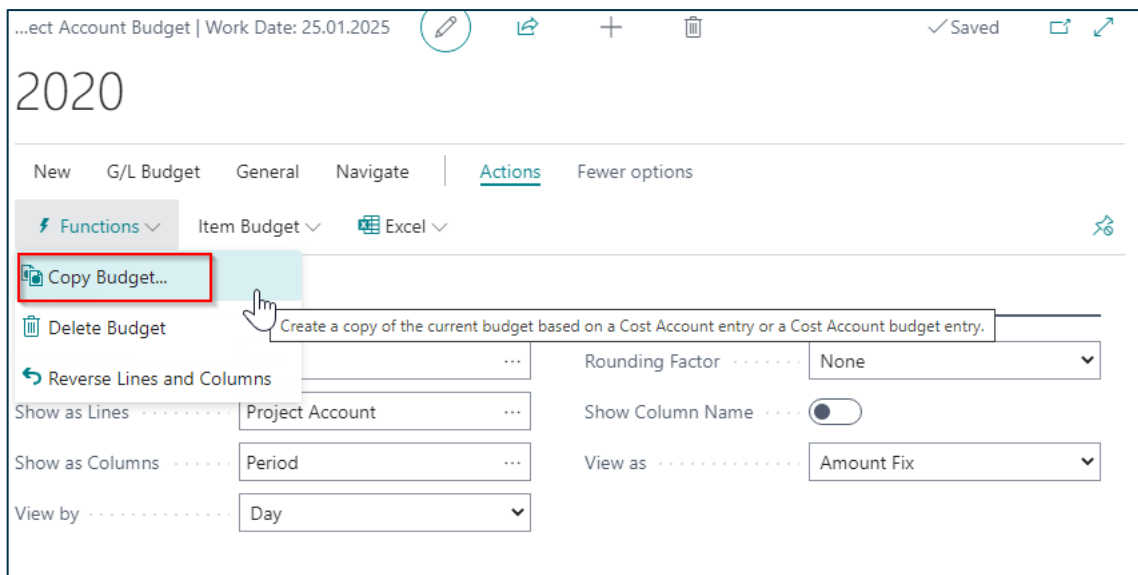 ...ect Account Budget | Work Date: 25.01.2025 Saved
2020
New G/L Budget General Navigate Actions Fewer options
Functions Item Budget Excel
Copy Budget...
Create a copy of the current budget based on a Cost Account entry or a Cost Account budget entry.
Delete Budget
... Rounding Factor None
Reverse Lines and Columns
Show as Lines Project Account ... Show Column Name
Show as Columns Period ... View as Amount Fix
View by Day